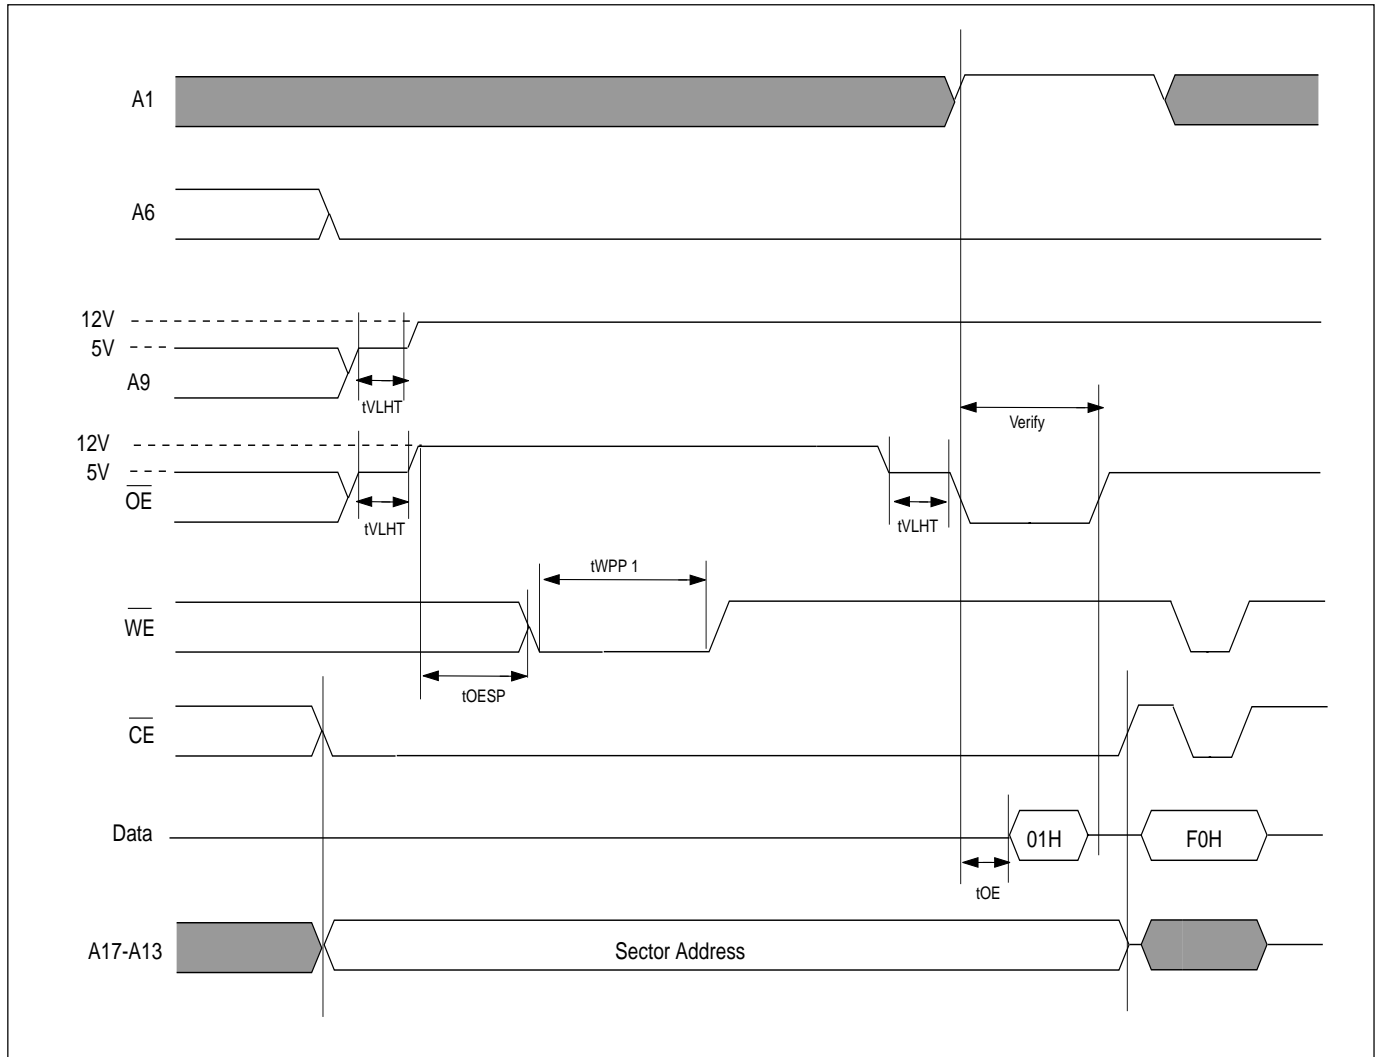 A1
A6
12V
5V
A9
tVLHT
Verify
12V
5V
OE
tVLHT
tVLHT
tWPP 1
WE
tOESP
CE
Data
01H
F0H
tOE
A17-A13
Sector Address